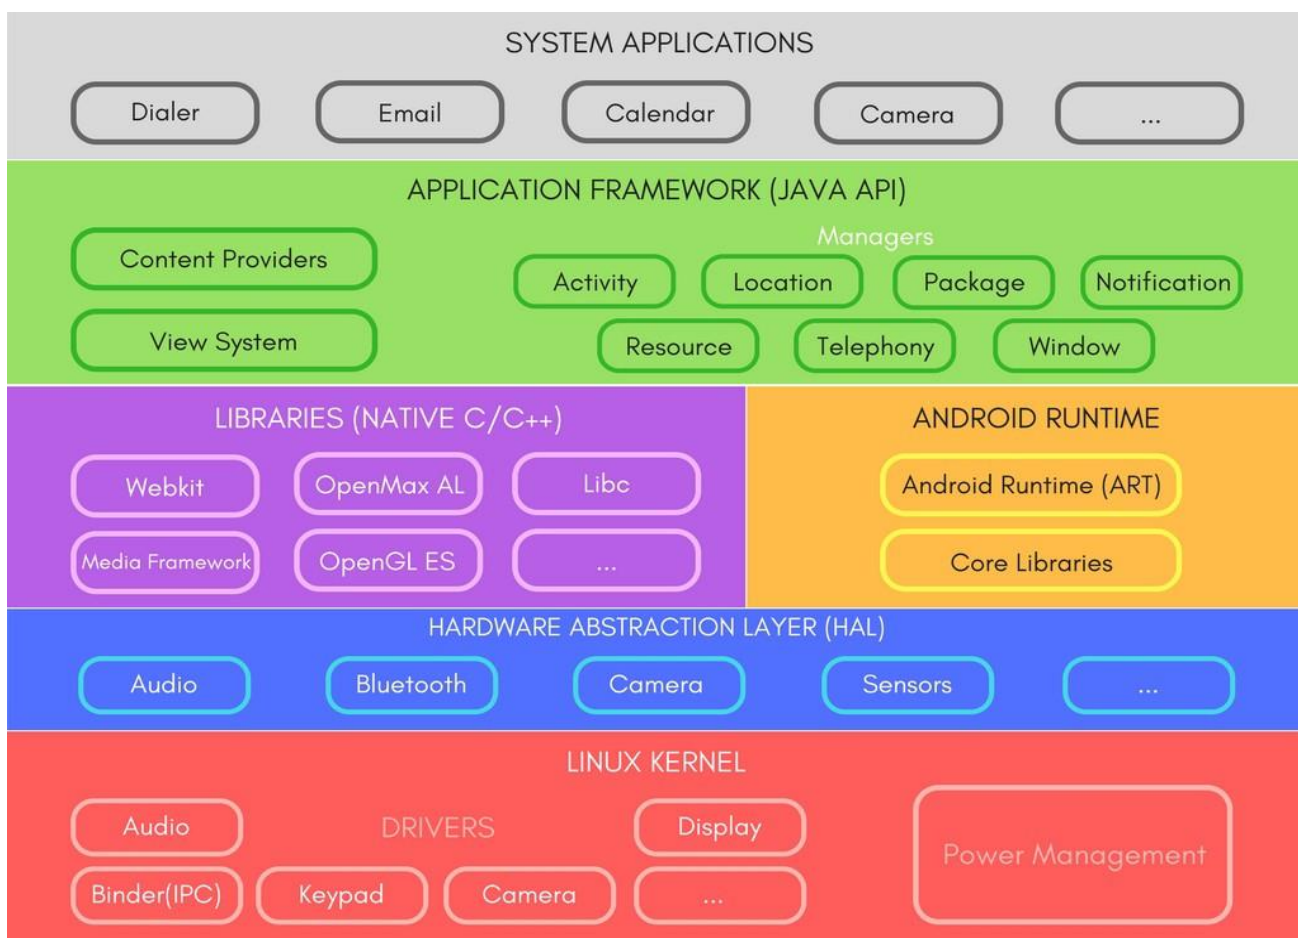 SYSTEM APPLICATIONS
Dialer
Email
Calendar
Camera
...
APPLICATION FRAMEWORK (JAVA API)
Content Providers
View System
Managers
Activity
Location
Package
Notification
Resource
Telephony
Window
LIBRARIES (NATIVE C/C++)
Webkit
OpenMax AL
Libc
Media Framework
OpenGL ES
...
ANDROID RUNTIME
Android Runtime (ART)
Core Libraries
HARDWARE ABSTRACTION LAYER (HAL)
Audio
Bluetooth
Camera
Sensors
...
LINUX KERNEL
Audio
DRIVERS
Display
Binder(IPC)
Keypad
Camera
...
Power Management